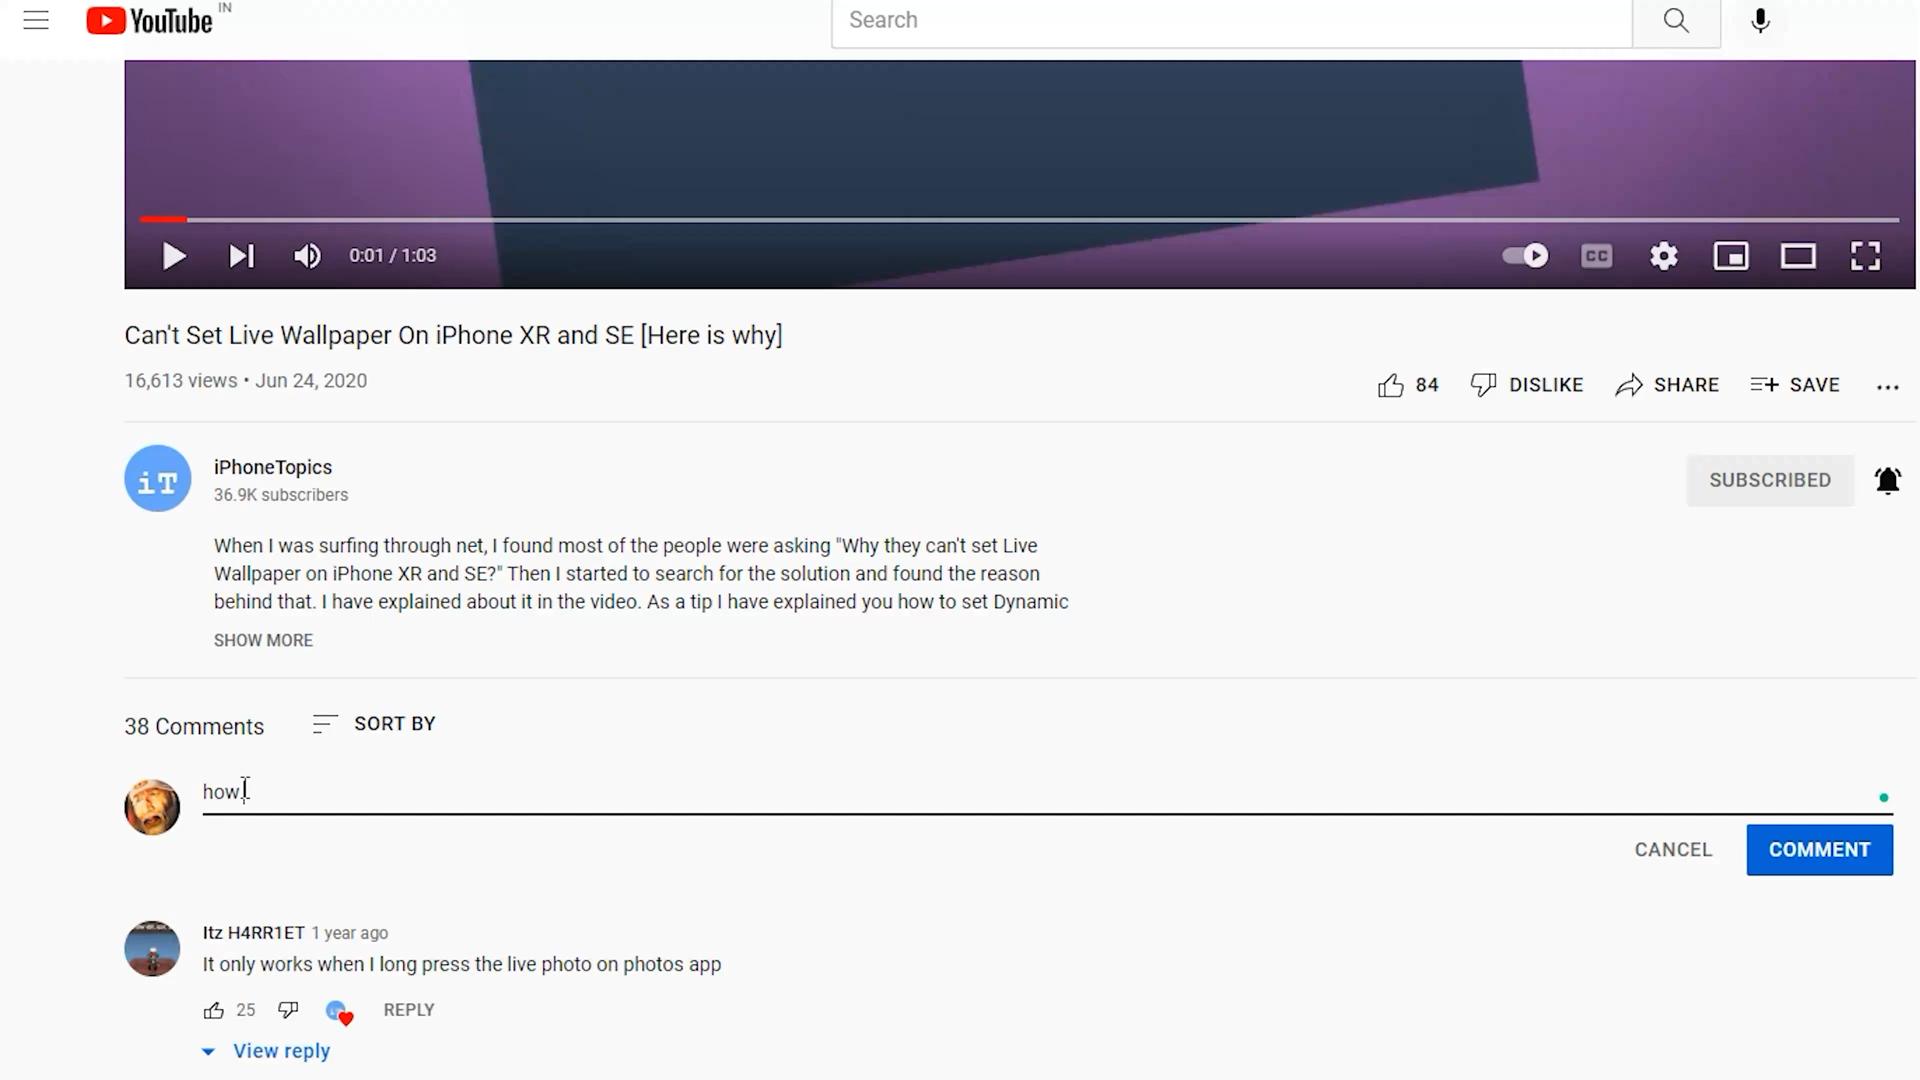 YouTube IN
Search
0:01 / 1:03
CC
Can't Set Live Wallpaper On iPhone XR and SE [Here is why]
16,613 views • Jun 24, 2020
84 DISLIKE SHARE SAVE ...
iT
iPhoneTopics
36.9K subscribers
SUBSCRIBED
When I was surfing through net, I found most of the people were asking "Why they can't set Live
Wallpaper on iPhone XR and SE?" Then I started to search for the solution and found the reason
behind that. I have explained about it in the video. As a tip I have explained you how to set Dynamic
SHOW MORE
38 Comments SORT BY
how
CANCEL COMMENT
Itz H4RR1ET 1 year ago
It only works when I long press the live photo on photos app
25 REPLY
View reply